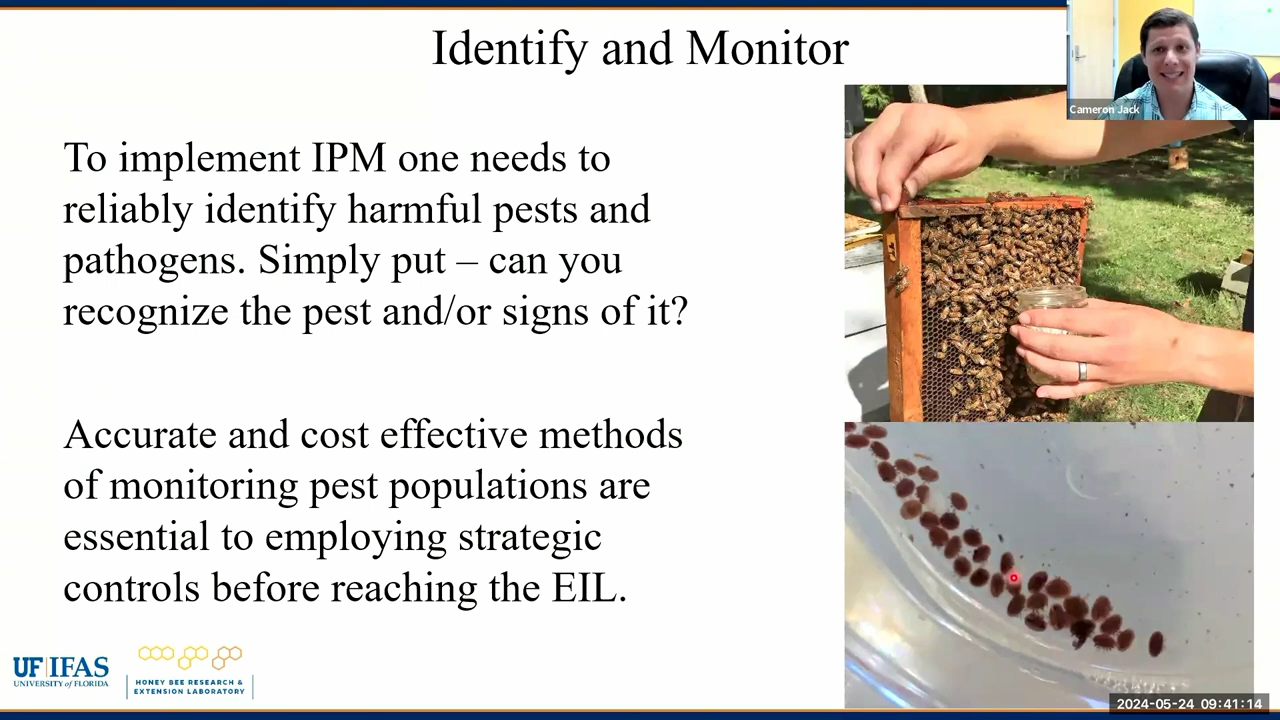 Identify and Monitor
Cameron Jack
To implement IPM one needs to
reliably identify harmful pests and
pathogens. Simply put – can you
recognize the pest and/or signs of it?
Accurate and cost effective methods
of monitoring pest populations are
essential to employing strategic
controls before reaching the EIL.
UF IFAS
UNIVERSITY of FLORIDA
HONEY BEE RESEARCH &
EXTENSION LABORATORY
2024-05-24 09:41:14